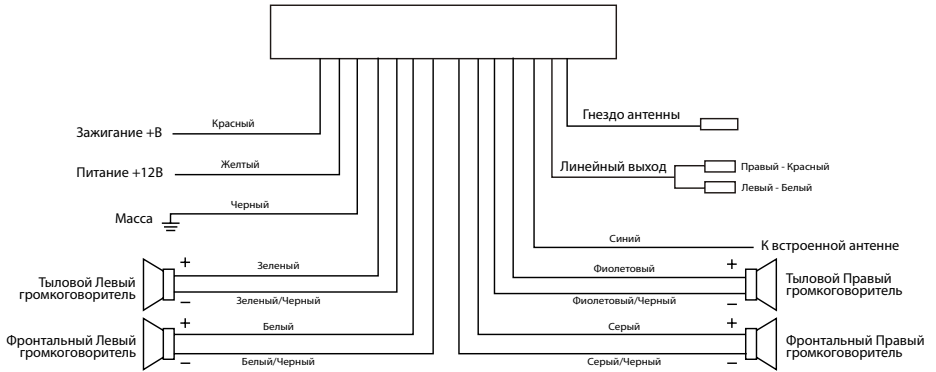 Зажигание +В
Красный
Питание +12В
Желтый
Масса
Черный
+
Тыловой Левый
громкоговоритель
Зеленый
Зеленый/Черный
−
+
Фронтальный Левый
громкоговоритель
Белый
Белый/Черный
−
Гнездо антенны
Линейный выход
Правый - Красный
Левый - Белый
Синий
К встроенной антенне
Фиолетовый
+
Тыловой Правый
громкоговоритель
Фиолетовый/Черный
−
Серый
+
Фронтальный Правый
громкоговоритель
Серый/Черный
−